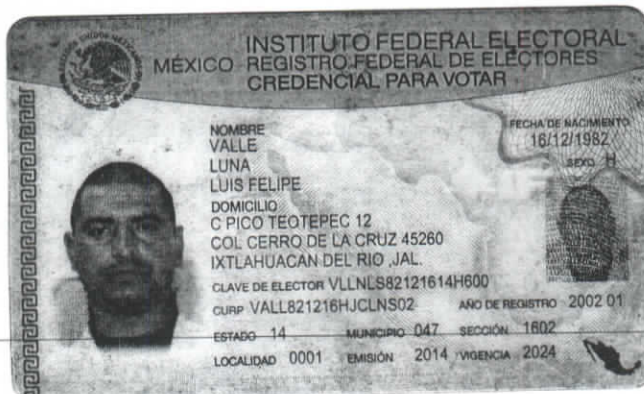 INSTITUTO FEDERAL ELECTORAL
MÉXICO REGISTRO FEDERAL DE ELECTORES
CREDENCIAL PARA VOTAR
NOMBRE
VALLE
LUNA
LUIS FELIPE
FECHA DE NACIMIENTO
16/12/1982
SEXO H
DOMICILIO
C PICO TEOTEPEC 12
COL CERRO DE LA CRUZ 45260
IXTLAHUACAN DEL RIO ,JAL.
CLAVE DE ELECTOR VLLNLS82121614H600
CURP VALL821216HJCLNS02 AÑO DE REGISTRO 2002 01
ESTADO 14 MUNICIPIO 047 SECCIÓN 1602
LOCALIDAD 0001 EMISIÓN 2014 VIGENCIA 2024